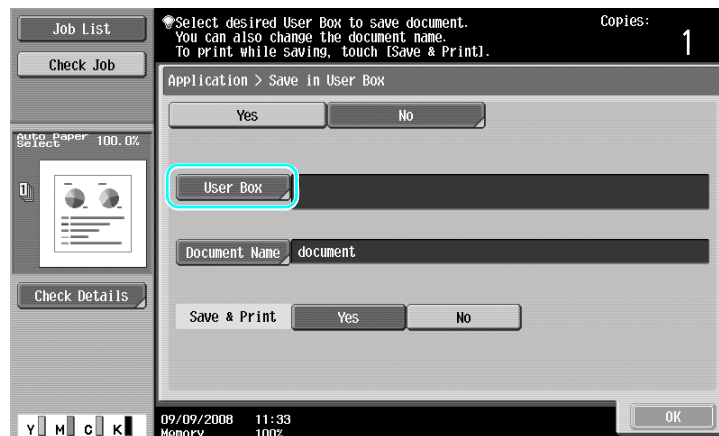 Job List
Check Job
Auto Paper Select 100.0%
Check Details
Y M C K
Select desired User Box to save document.
You can also change the document name.
To print while saving, touch [Save & Print].
Copies:
1
Application > Save in User Box
Yes No
User Box
Document Name document
Save & Print Yes No
OK
09/09/2008 11:33
Memory 100%